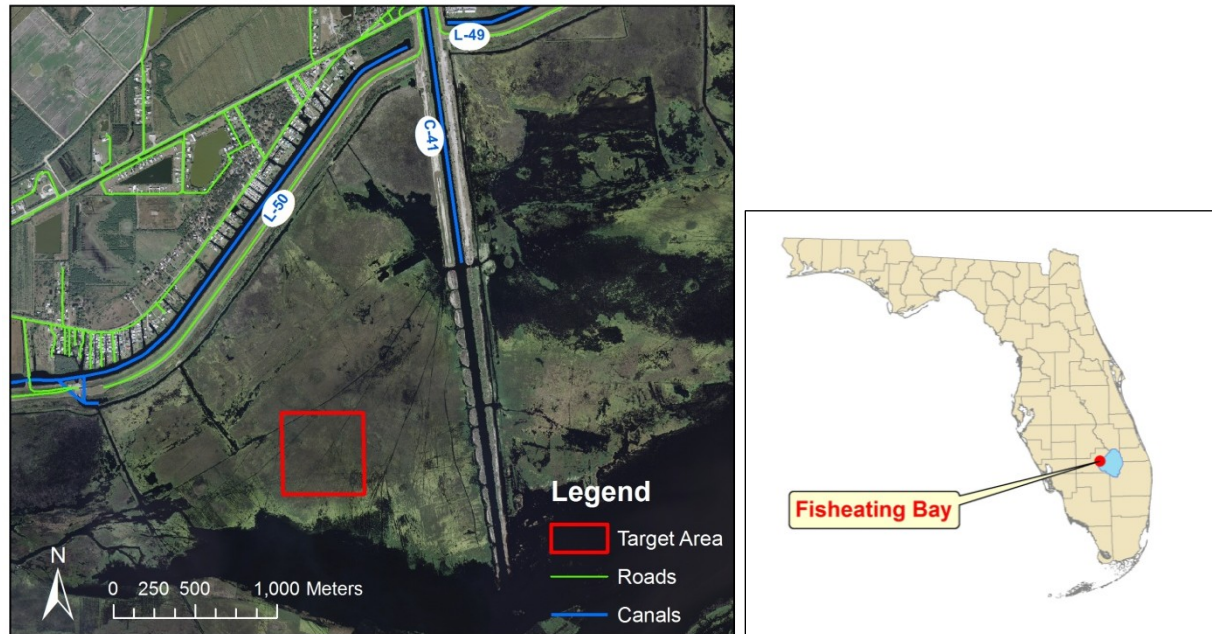 L-49
C-41
L-50
Legend
Target Area
Roads
Canals
N
0 250 500 1,000 Meters
Fisheating Bay